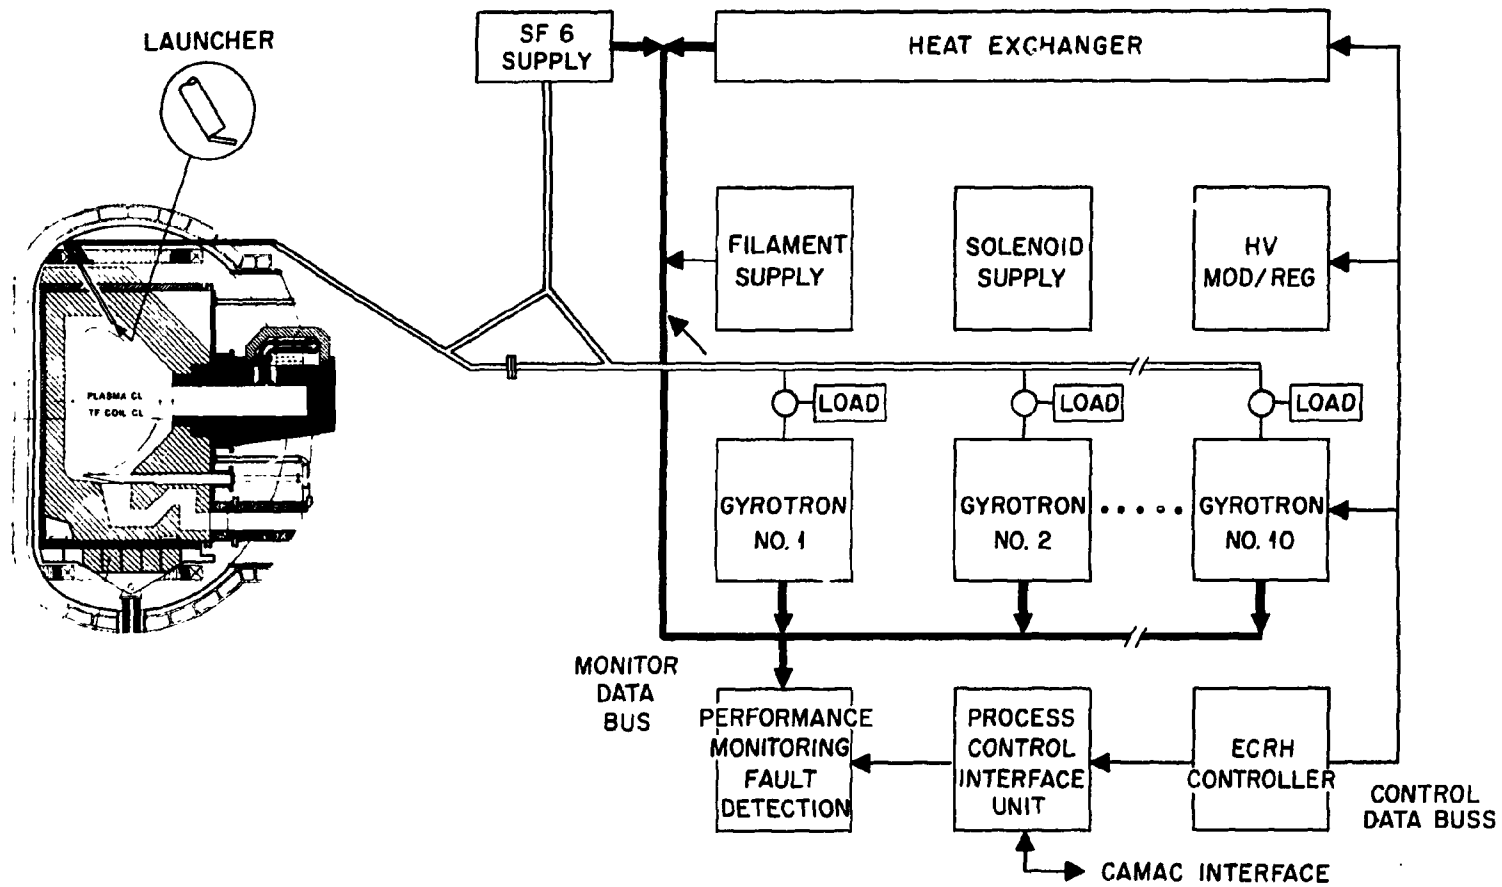 LAUNCHER
SF 6
SUPPLY
HEAT EXCHANGER
FILAMENT
SUPPLY
SOLENOID
SUPPLY
HV
MOD/REG
PLASMA CL
TF COIL CL
LOAD
LOAD
LOAD
GYROTRON
NO. 1
GYROTRON
NO. 2
GYROTRON
NO. 10
MONITOR
DATA
BUS
PERFORMANCE
MONITORING
FAULT
DETECTION
PROCESS
CONTROL
INTERFACE
UNIT
ECRH
CONTROLLER
CONTROL
DATA BUSS
CAMAC INTERFACE